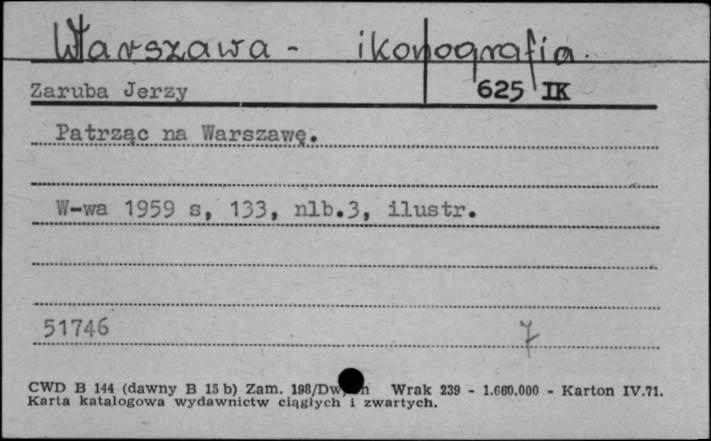 Warszawa - ikonografia.
Zaruba Jerzy 625 IK
Patrząc na Warszawę.
W-wa 1959 s, 133, nlb.3, ilustr.
51746 7
CWD B 144 (dawny B 15 b) Zam. 198/ Wrak 239 - 1.660.000 - Karton IV.71.
Karta katalogowa wydawnictw ciągłych i zwartych.